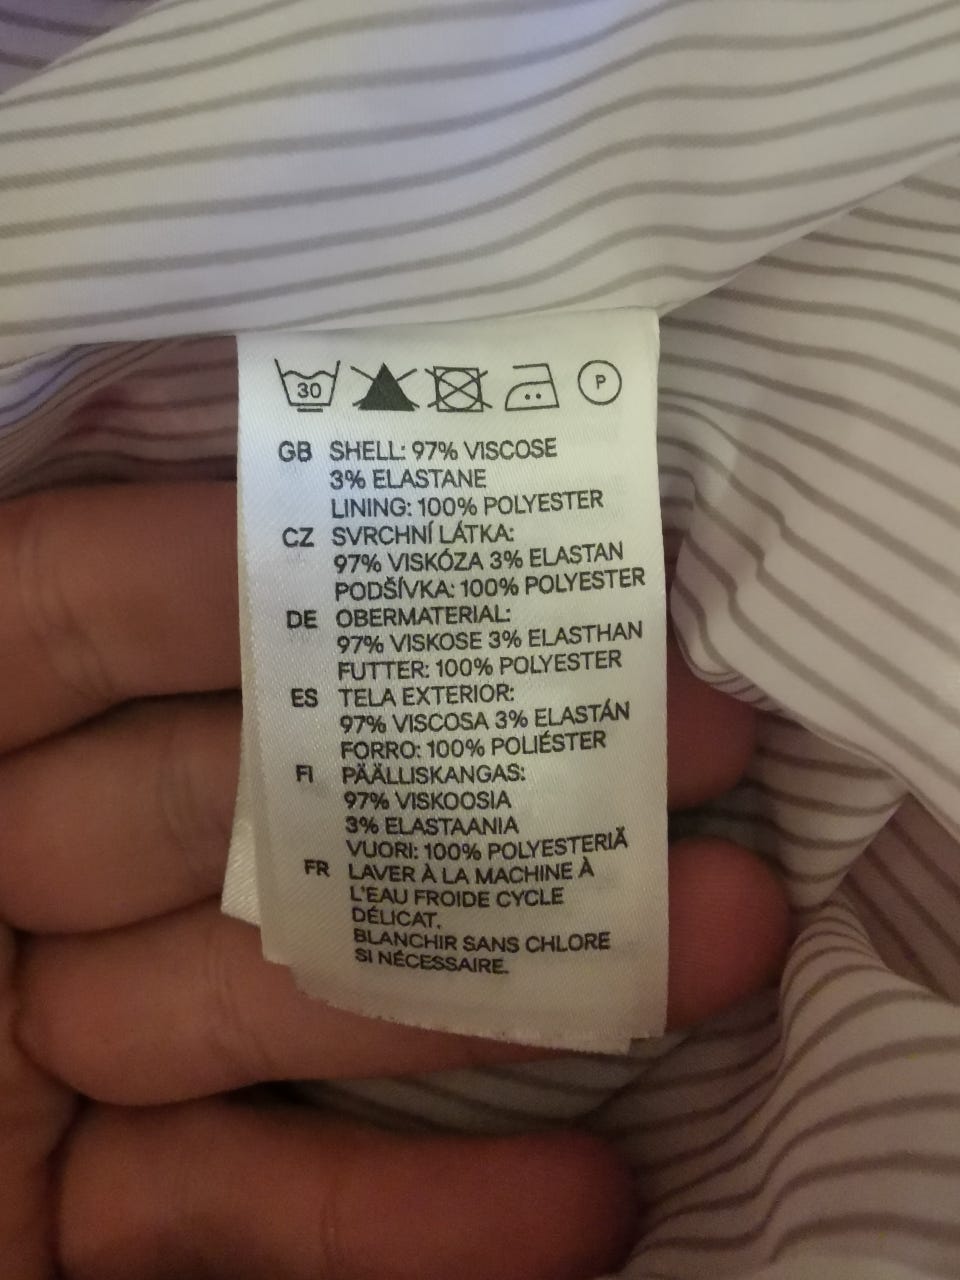 30 P
GB SHELL: 97% VISCOSE
3% ELASTANE
LINING: 100% POLYESTER
CZ SVRCHNÍ LÁTKA:
97% VISKÓZA 3% ELASTAN
PODŠÍVKA: 100% POLYESTER
DE OBERMATERIAL:
97% VISKOSE 3% ELASTHAN
FUTTER: 100% POLYESTER
ES TELA EXTERIOR:
97% VISCOSA 3% ELASTÁN
FORRO: 100% POLIÉSTER
FI PÄÄLLISKANGAS:
97% VISKOOSIA
3% ELASTAANIA
VUORI: 100% POLYESTERIÄ
FR LAVER À LA MACHINE À
L'EAU FROIDE CYCLE
DÉLICAT.
BLANCHIR SANS CHLORE
SI NÉCESSAIRE.